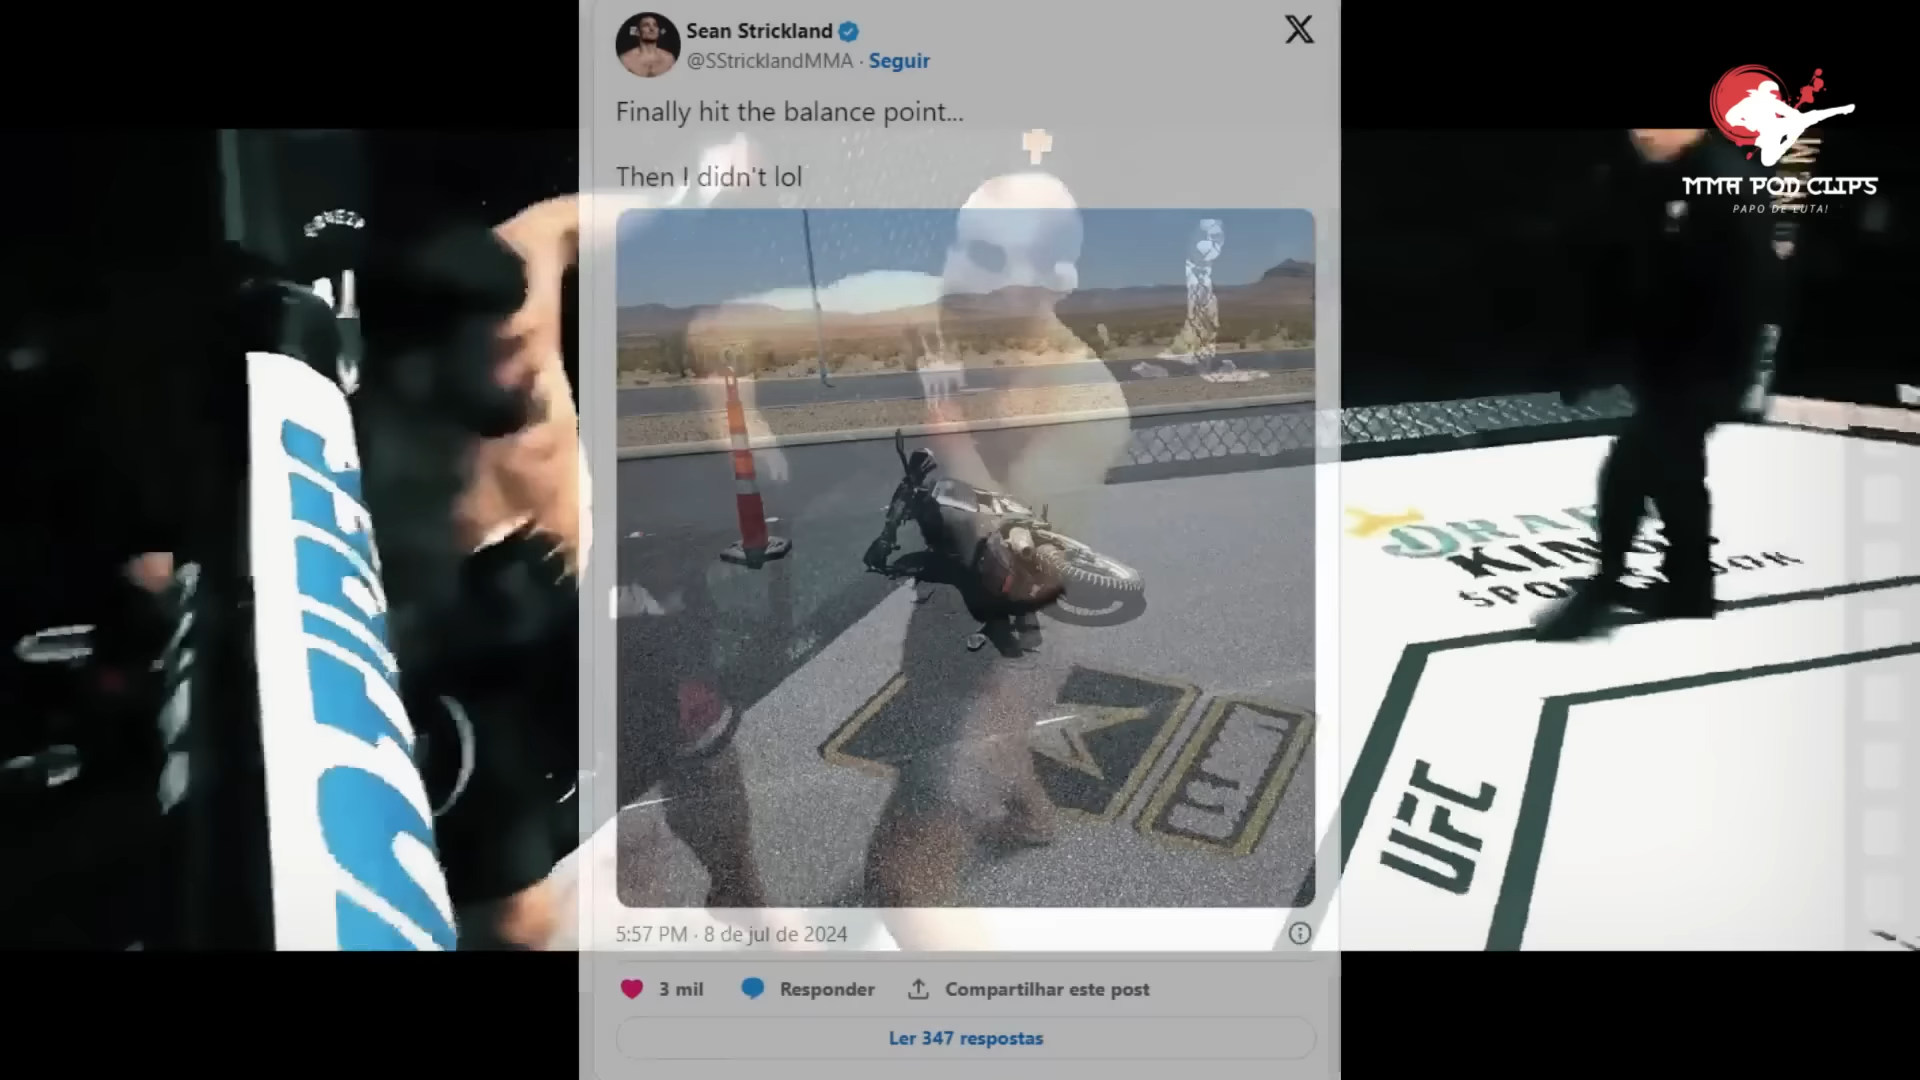 Sean Strickland
@SStricklandMMA · Seguir
Finally hit the balance point...
Then I didn't lol
5:57 PM · 8 de jul de 2024
3 mil
Responder
Compartilhar este post
Ler 347 respostas
MMA POD CLIPS
PAPO DE LUTA!
UFC